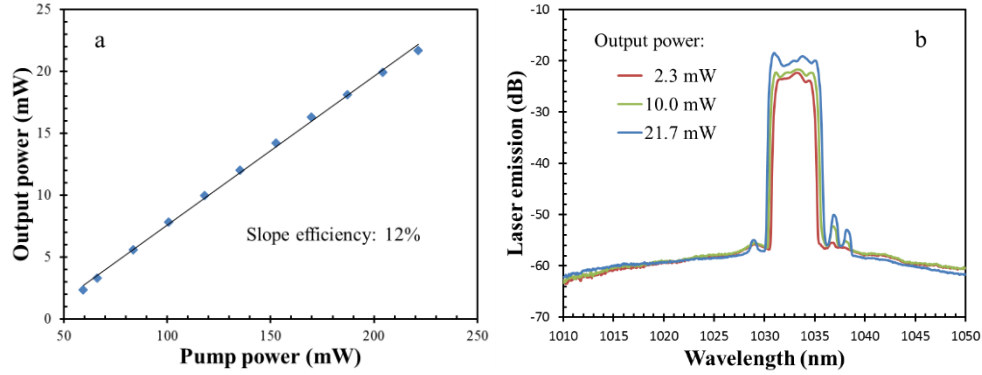 a
Output power (mW)
25
20
15
10
5
0
50
100
150
200
250
Pump power (mW)
Slope efficiency: 12%
b
Laser emission (dB)
-10
-20
-30
-40
-50
-60
-70
1010
1015
1020
1025
1030
1035
1040
1045
1050
Wavelength (nm)
Output power:
2.3 mW
10.0 mW
21.7 mW